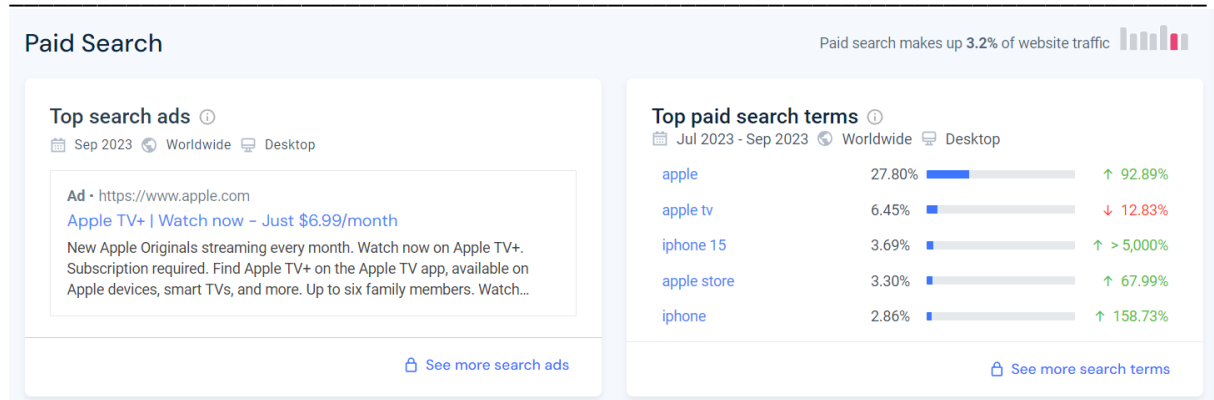 Paid Search
Paid search makes up 3.2% of website traffic
Top search ads
Sep 2023 Worldwide Desktop
Ad · https://www.apple.com
Apple TV+ | Watch now – Just $6.99/month
New Apple Originals streaming every month. Watch now on Apple TV+.
Subscription required. Find Apple TV+ on the Apple TV app, available on
Apple devices, smart TVs, and more. Up to six family members. Watch...
See more search ads
Top paid search terms
Jul 2023 - Sep 2023 Worldwide Desktop
apple 27.80% ↑ 92.89%
apple tv 6.45% ↓ 12.83%
iphone 15 3.69% ↑ > 5,000%
apple store 3.30% ↑ 67.99%
iphone 2.86% ↑ 158.73%
See more search terms